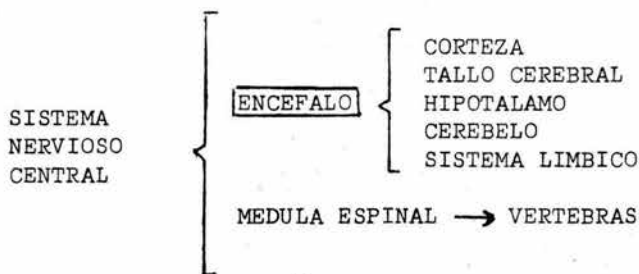 SISTEMA
NERVIOSO
CENTRAL
ENCEFALO
CORTEZA
TALLO CEREBRAL
HIPOTALAMO
CEREBELO
SISTEMA LIMBICO
MEDULA ESPINAL → VERTEBRAS